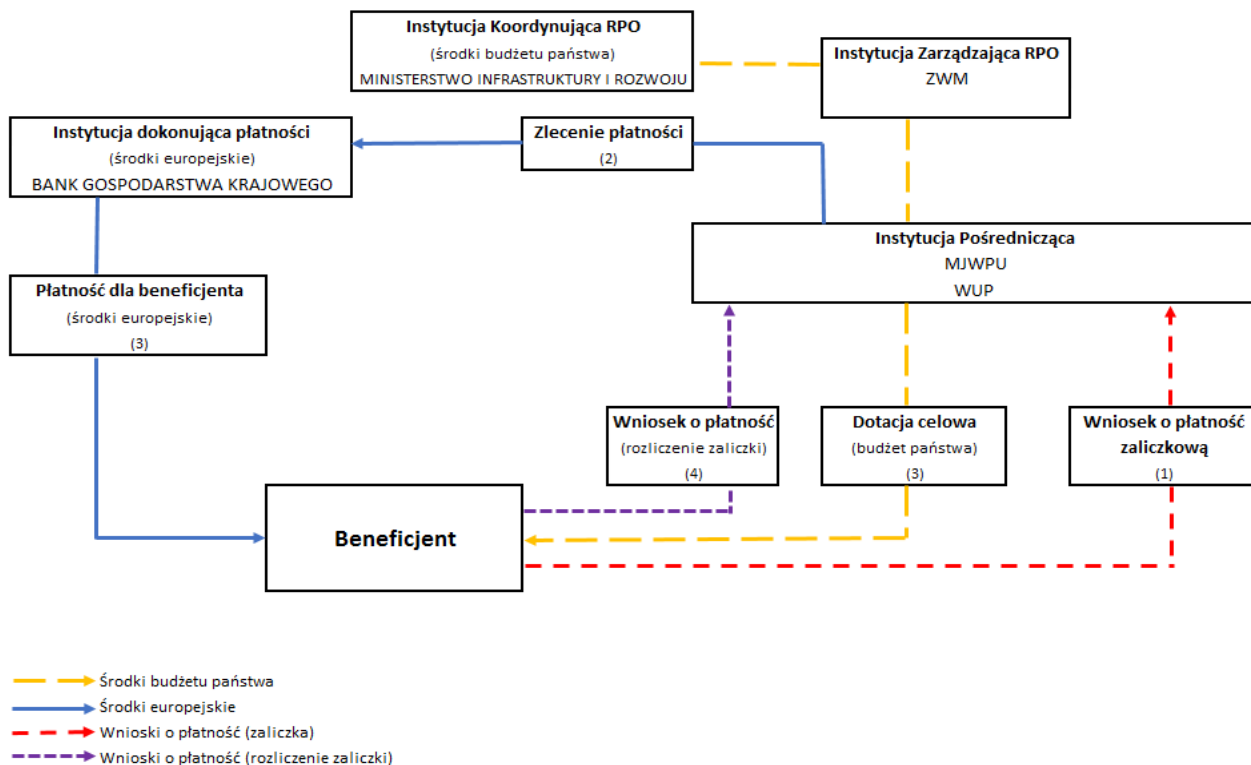 Instytucja Koordynująca RPO
(środki budżetu państwa)
MINISTERSTWO INFRASTRUKTURY I ROZWOJU
Instytucja Zarządzająca RPO
ZWM
Instytucja dokonująca płatności
(środki europejskie)
BANK GOSPODARSTWA KRAJOWEGO
Zlecenie płatności
(2)
Instytucja Pośrednicząca
MJWPU
WUP
Płatność dla beneficjenta
(środki europejskie)
(3)
Wniosek o płatność
(rozliczenie zaliczki)
(4)
Dotacja celowa
(budżet państwa)
(3)
Wniosek o płatność
zaliczkową
(1)
Beneficjent
Środki budżetu państwa
Środki europejskie
Wnioski o płatność (zaliczka)
Wnioski o płatność (rozliczenie zaliczki)